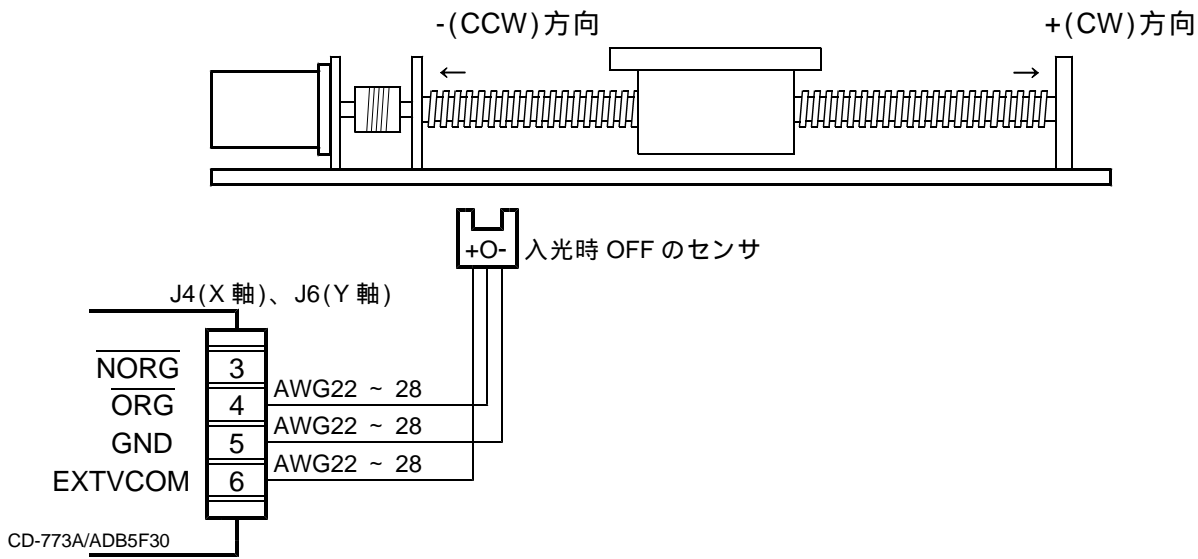 -(CCW)方向
+(CW)方向
←
→
+O-
入光時 OFF のセンサ
J4(X 軸)、J6(Y 軸)
NORG 3
ORG 4 AWG22 ~ 28
GND 5 AWG22 ~ 28
EXTVCOM 6 AWG22 ~ 28
CD-773A/ADB5F30